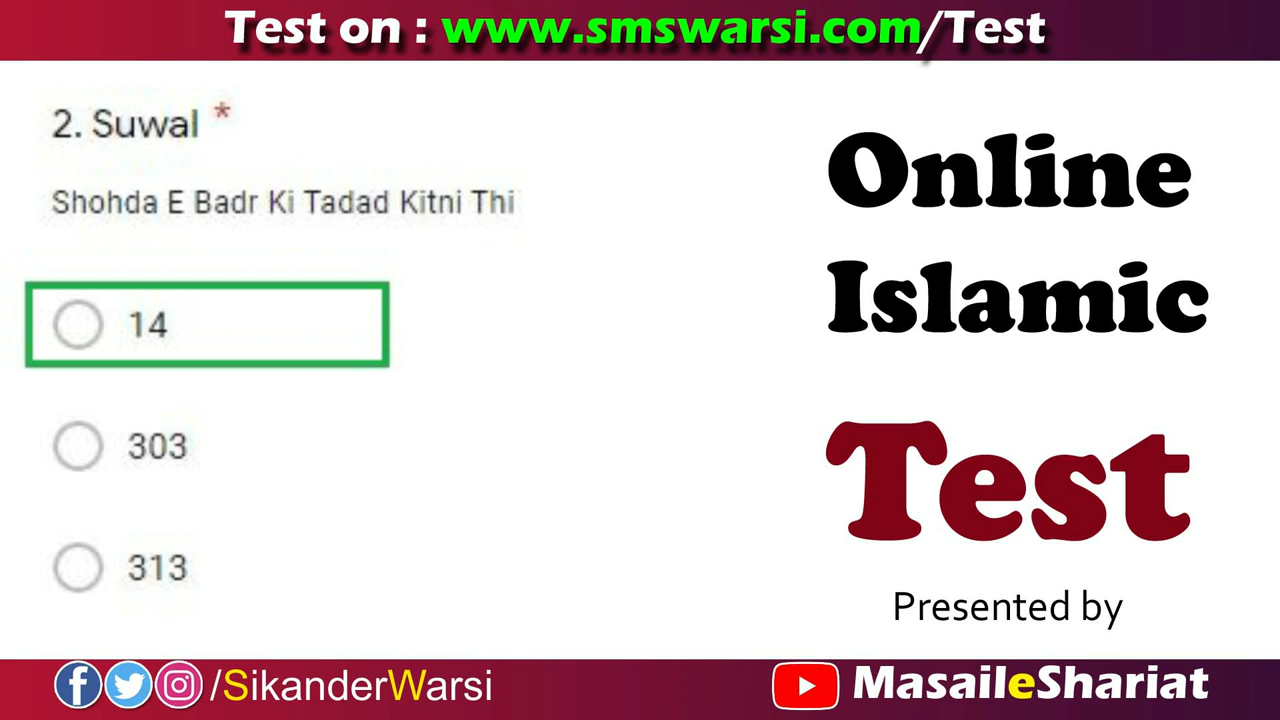 Test on : www.smswarsi.com/Test
2. Suwal *
Shohda E Badr Ki Tadad Kitni Thi
14
303
313
Online
Islamic
Test
Presented by
/SikanderWarsi
MasaileShariat